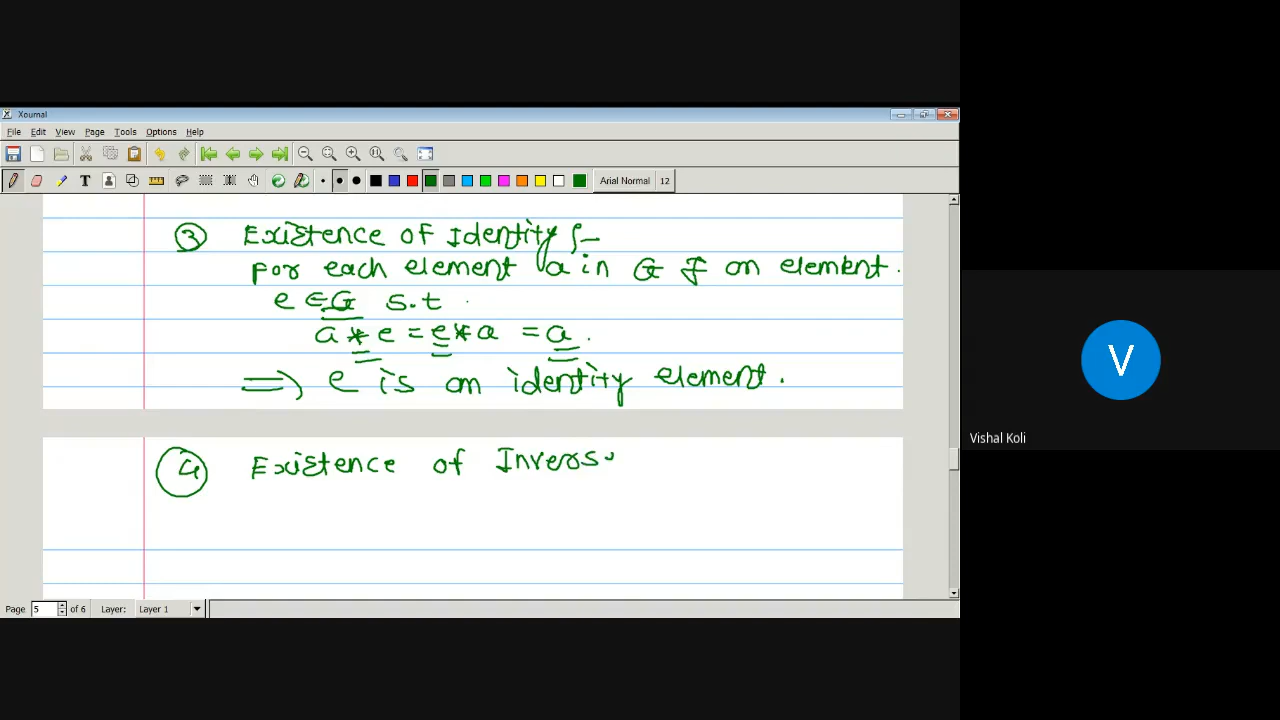 Xournal
File Edit View Page Tools Options Help
Arial Normal 12
③ Existence of Identity :-
for each element a in G ∃ an element.
e ∈ G s.t
a * e = e * a = a.
⇒ e is an identity element.
④ Existence of Invers
Page 5 of 6 Layer: Layer 1
V
Vishal Koli